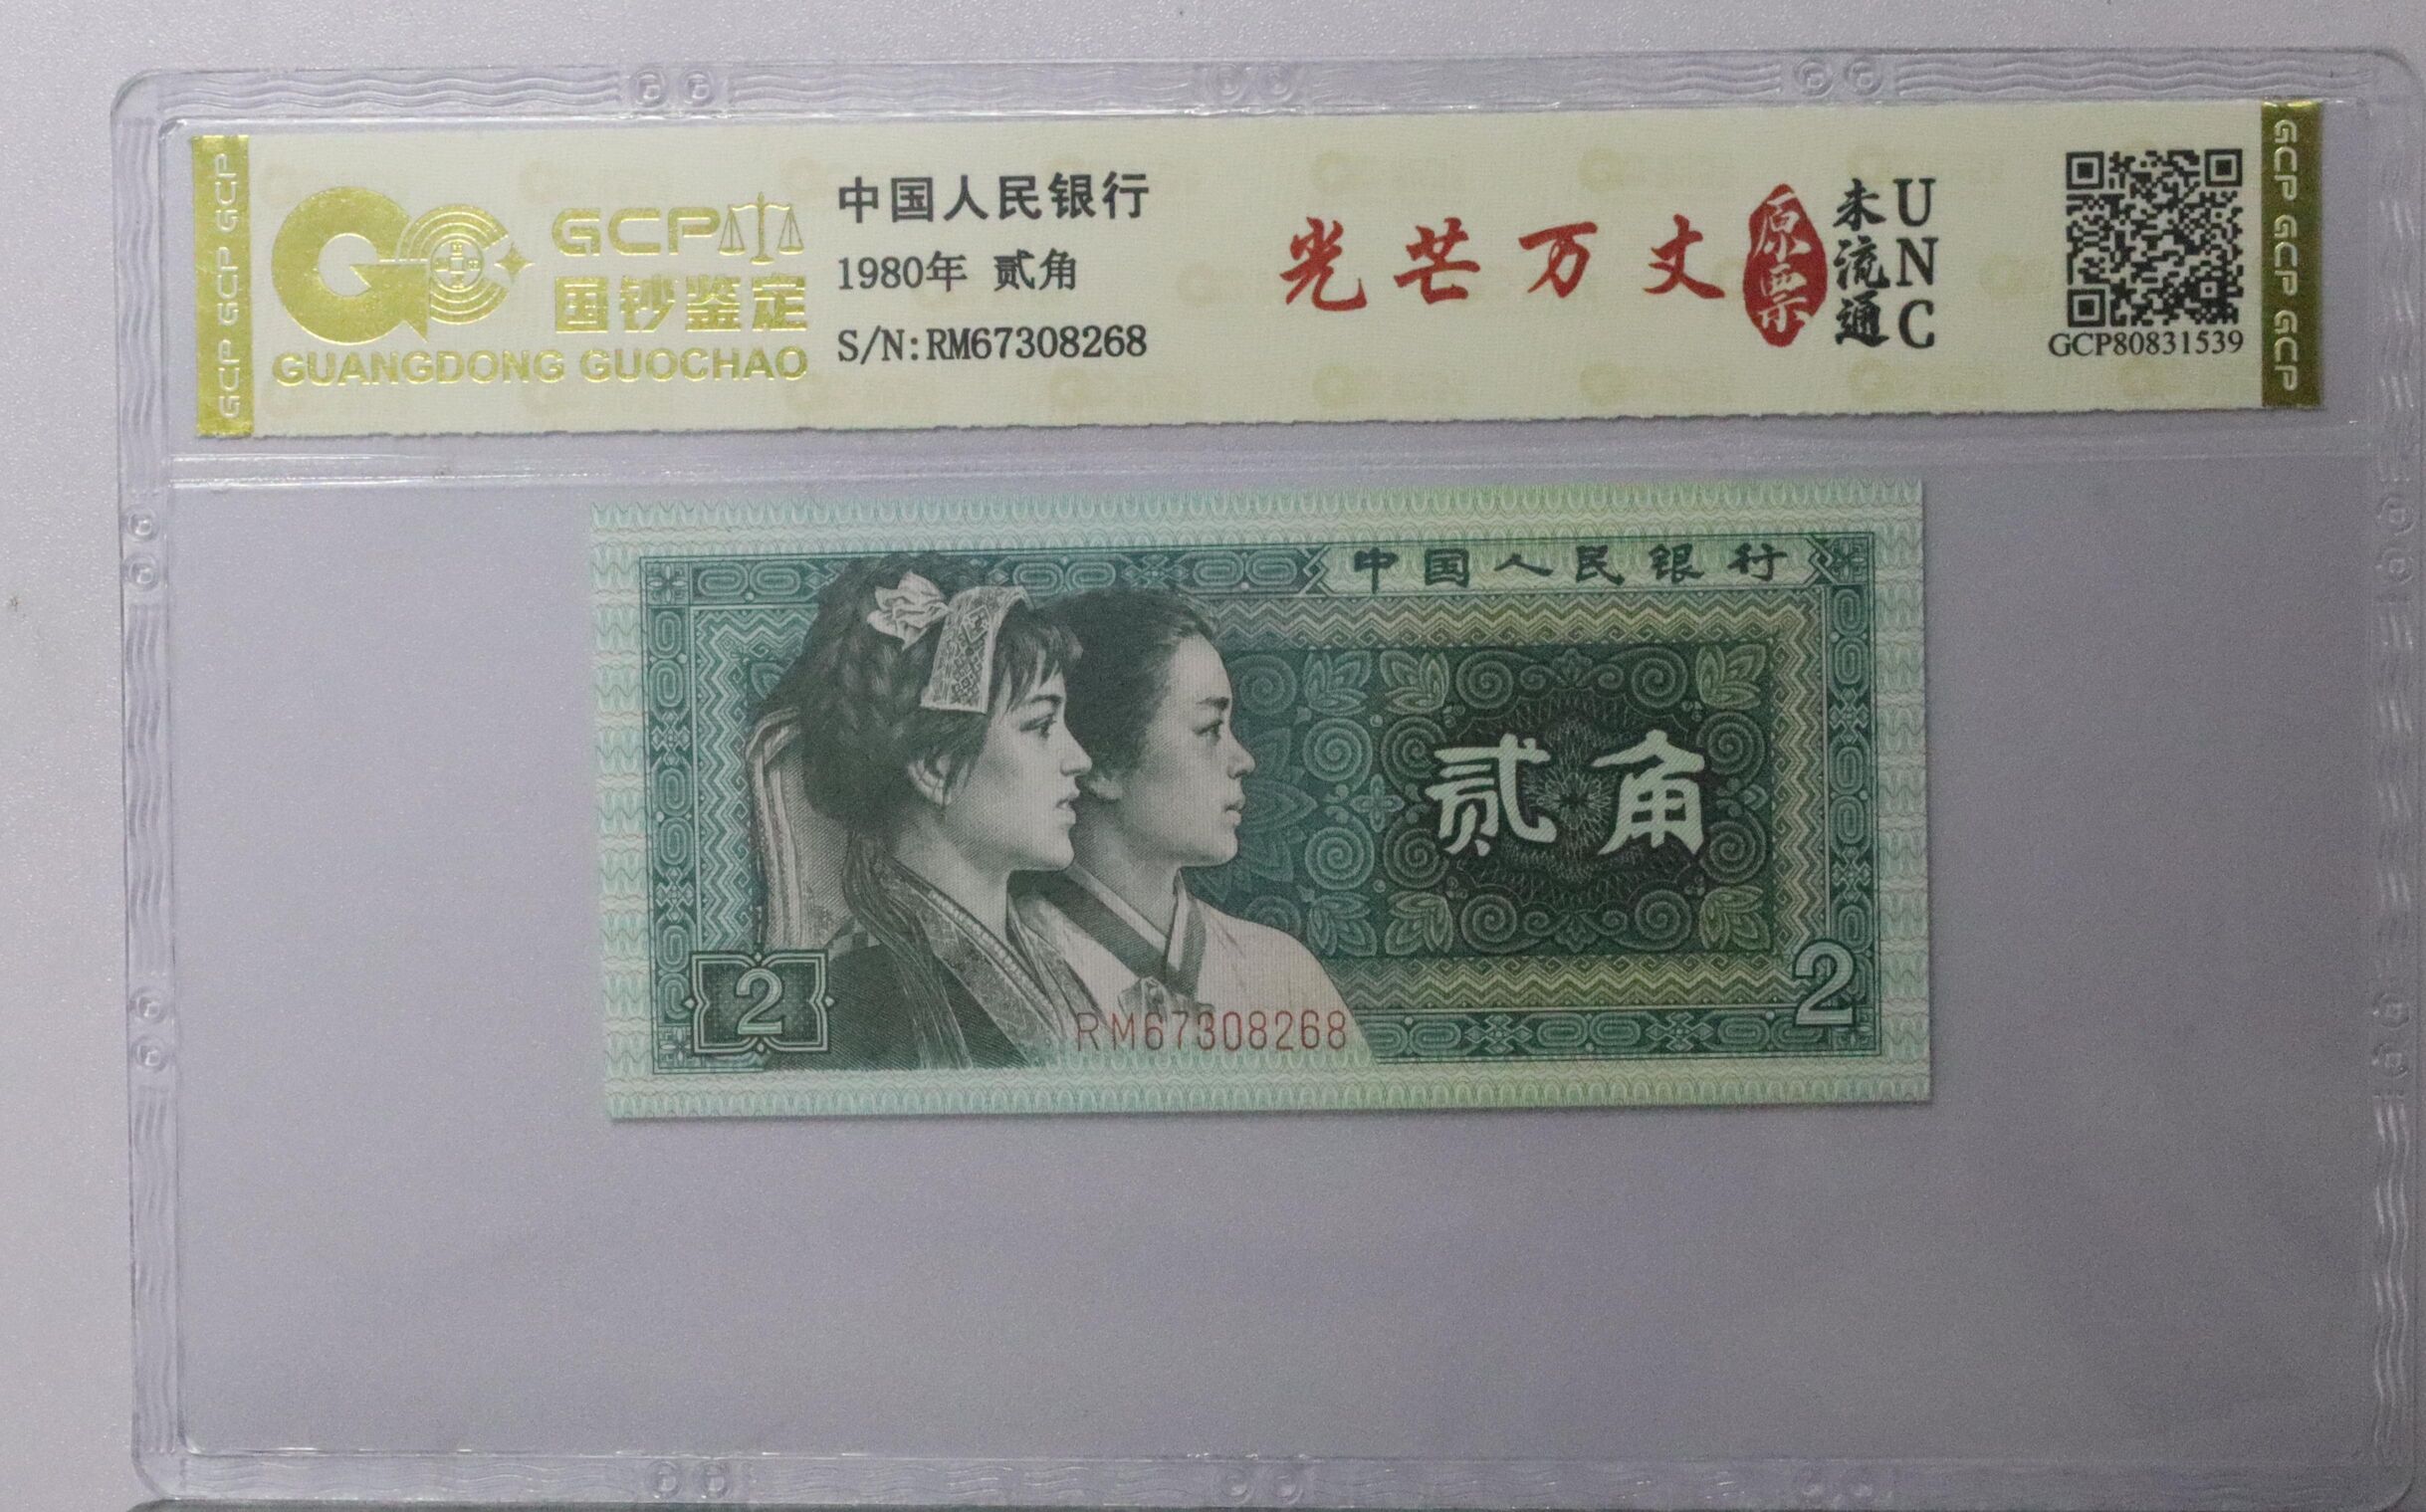 GCP GCP GCP
GCP
国钞鉴定
GUANGDONG GUOCHAO
中国人民银行
1980年 贰角
S/N:RM67308268
光芒万丈
原票
未流通
UNC
GCP80831539
GCP GCP GCP
中国人民银行
贰角
2
2
RM67308268